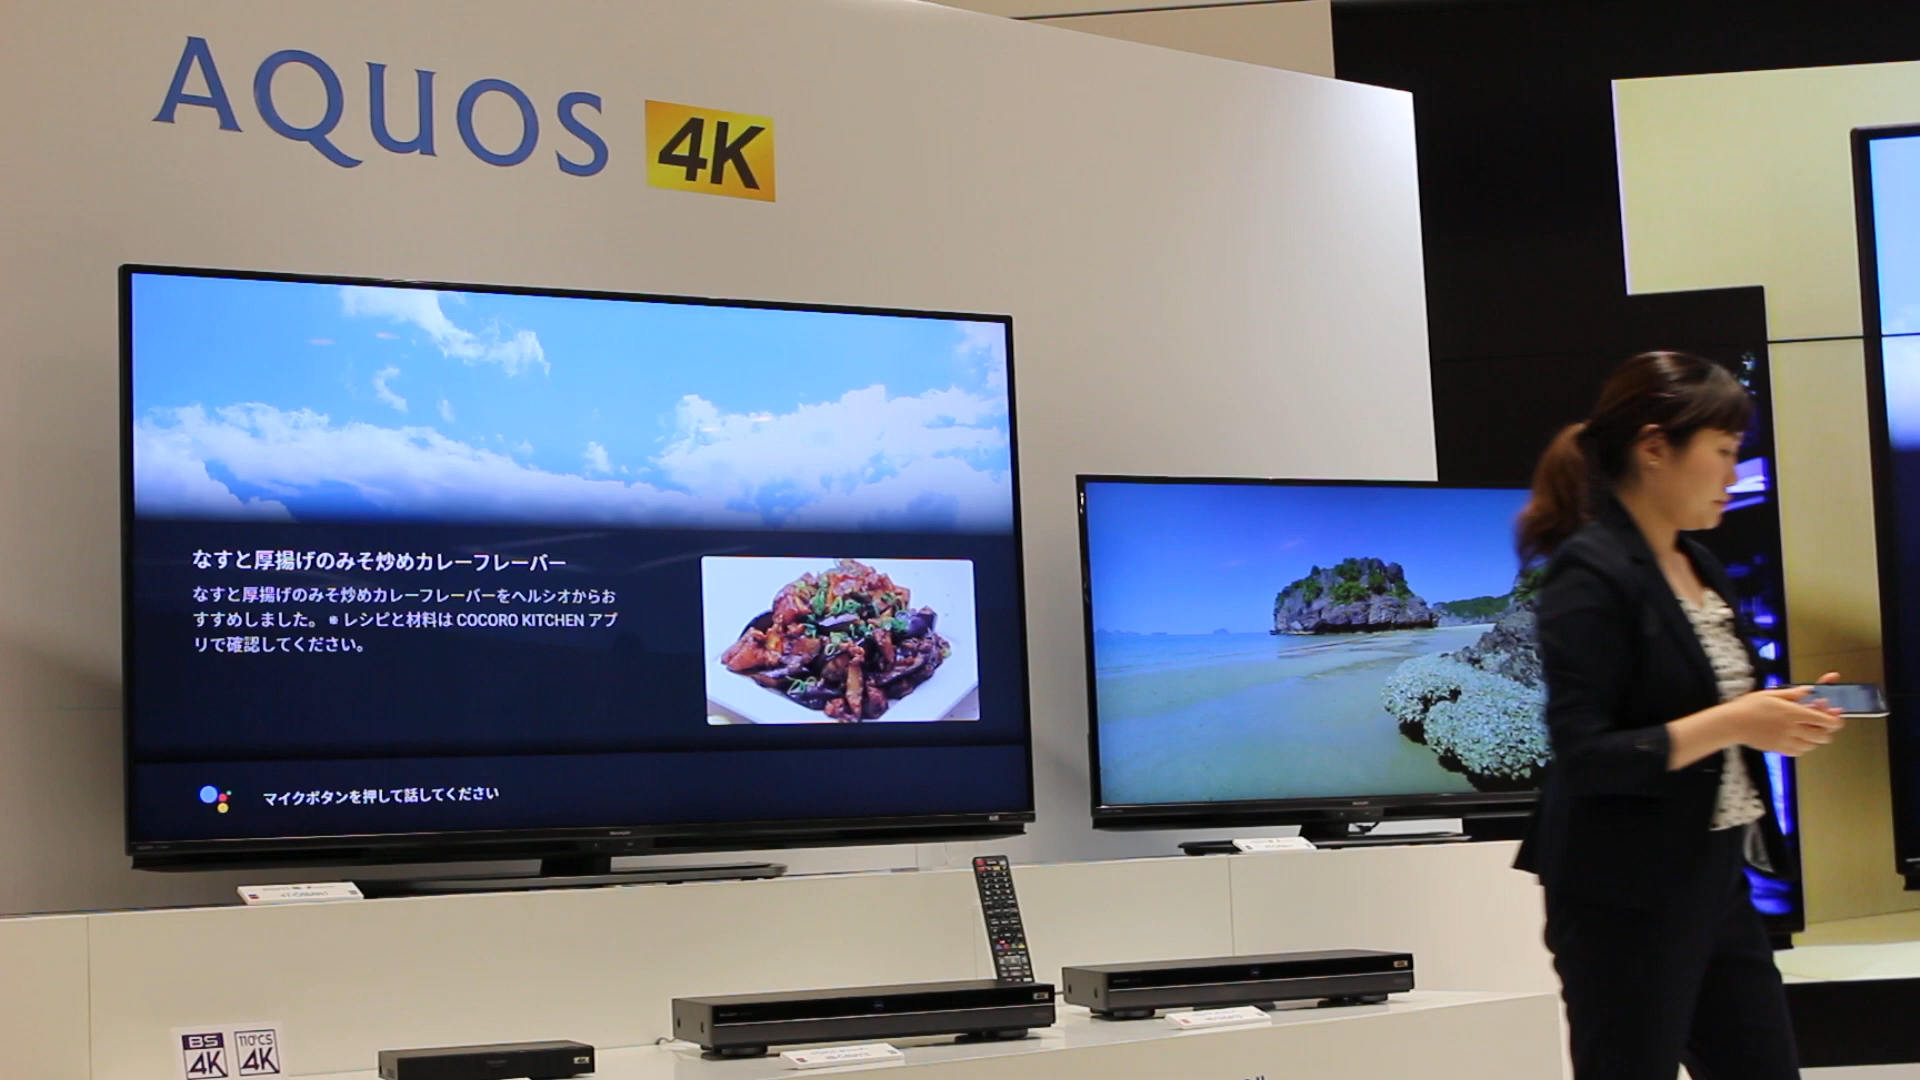 AQUOS 4K
なすと厚揚げのみそ炒めカレーフレーバー
なすと厚揚げのみそ炒めカレーフレーバーをヘルシオからお
すすめしました。※レシピと材料は COCORO KITCHEN アプ
リで確認してください。
マイクボタンを押して話してください
SHARP
BS
4K
110°CS
4K
4K
4K
4K